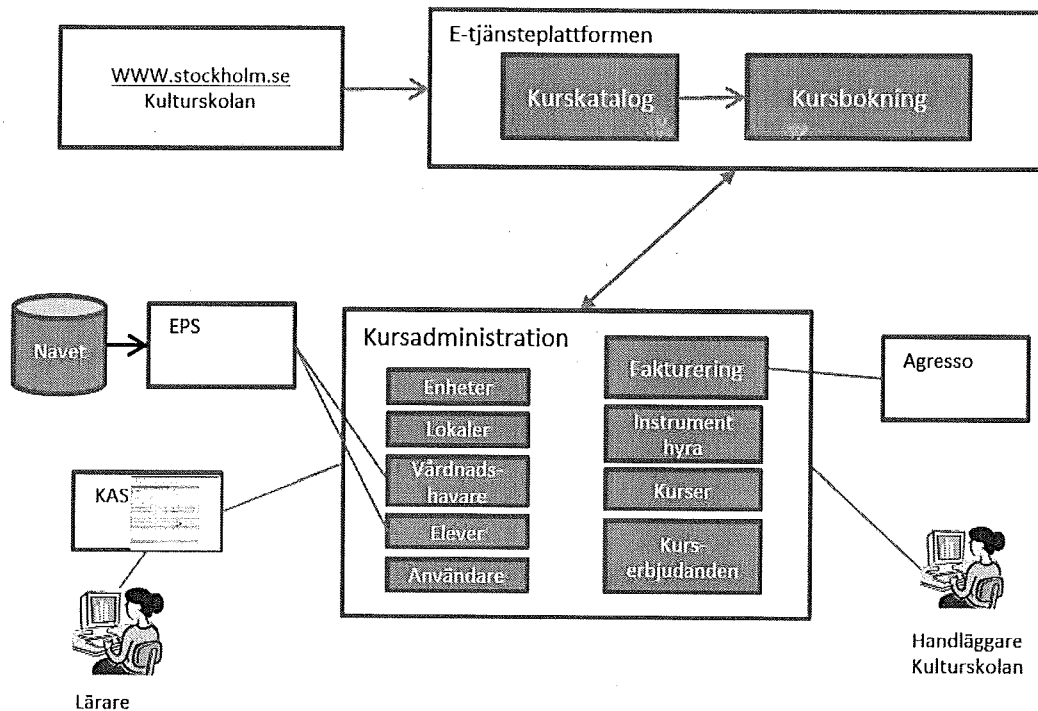 WWW.stockholm.se
Kulturskolan
E-tjänsteplattformen
Kurskatalog
Kursbokning
Navet
EPS
Kursadministration
Enheter
Lokaler
Vårdnads-
havare
Elever
Användare
Fakturering
Instrument
hyra
Kurser
Kurs-
erbjudanden
Agresso
KAS
Lärare
Handläggare
Kulturskolan